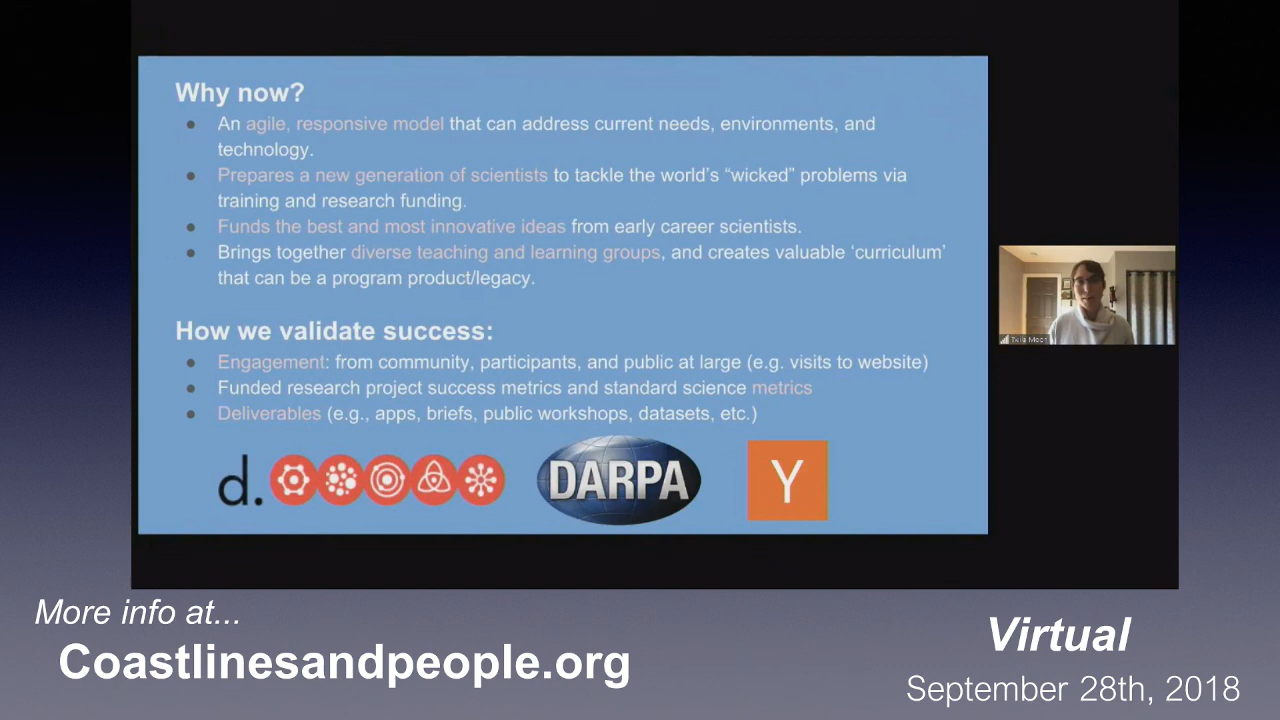 Why now?
An agile, responsive model that can address current needs, environments, and
technology.
Prepares a new generation of scientists to tackle the world's “wicked” problems via
training and research funding.
Funds the best and most innovative ideas from early career scientists.
Brings together diverse teaching and learning groups, and creates valuable ‘curriculum’
that can be a program product/legacy.
How we validate success:
Engagement: from community, participants, and public at large (e.g. visits to website)
Funded research project success metrics and standard science metrics
Deliverables (e.g., apps, briefs, public workshops, datasets, etc.)
d.
DARPA
Y
Twila Moon
More info at...
Coastlinesandpeople.org
Virtual
September 28th, 2018